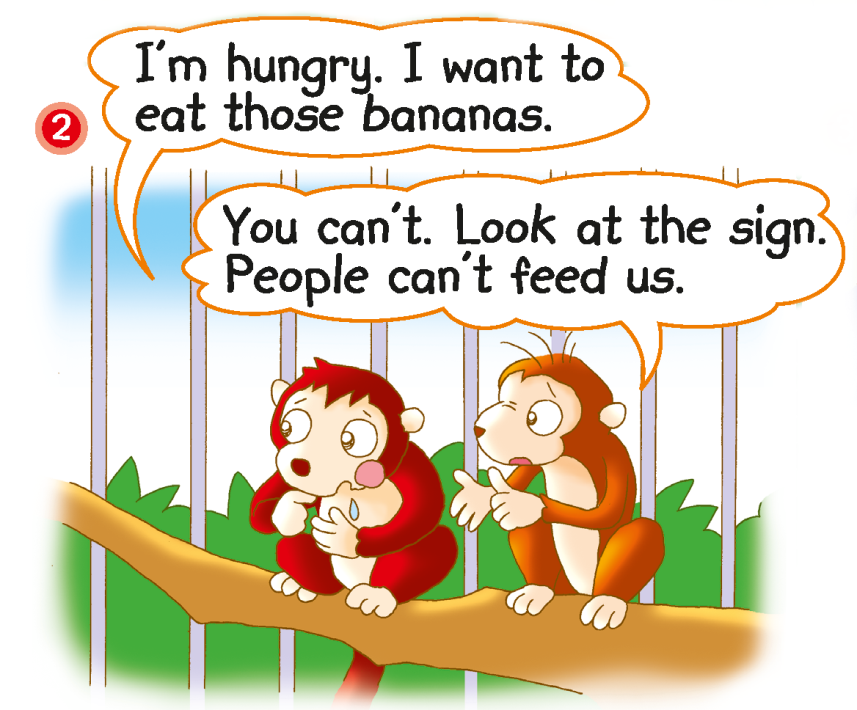 2
I'm hungry. I want to
eat those bananas.
You can't. Look at the sign.
People can't feed us.